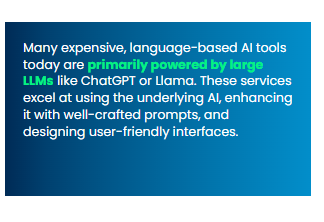 Many expensive, language-based AI tools
today are primarily powered by large
LLMs like ChatGPT or Llama. These services
excel at using the underlying AI, enhancing
it with well-crafted prompts, and
designing user-friendly interfaces.